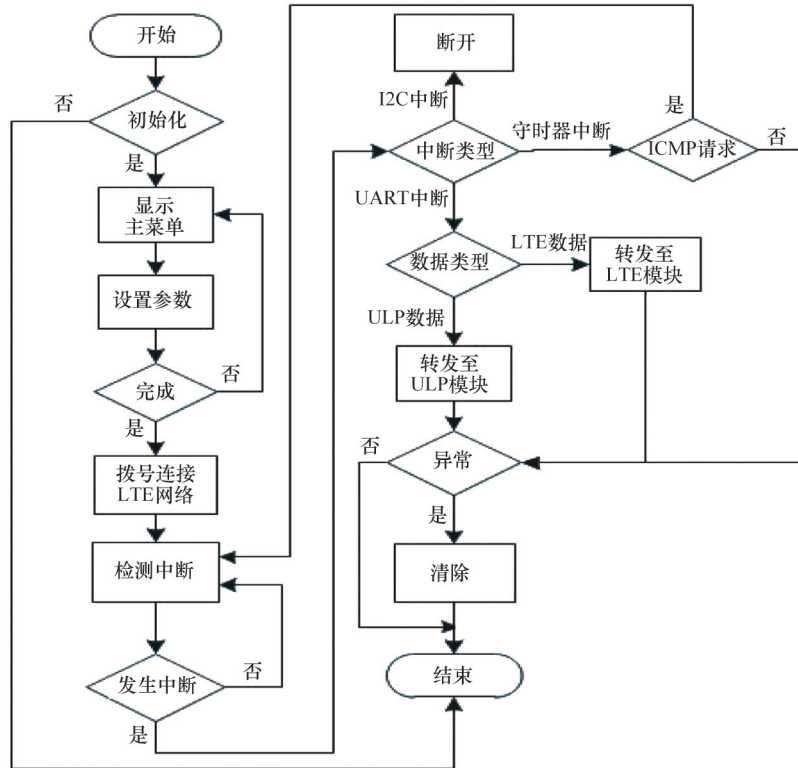 开始
否
初始化
是
显示
主菜单
设置参数
完成
否
是
拨号连接
LTE网络
检测中断
发生中断
否
是
断开
I2C中断
中断类型
守时器中断
是
ICMP请求
否
UART中断
数据类型
LTE数据
转发至
LTE模块
ULP数据
转发至
ULP模块
否
异常
是
清除
结束